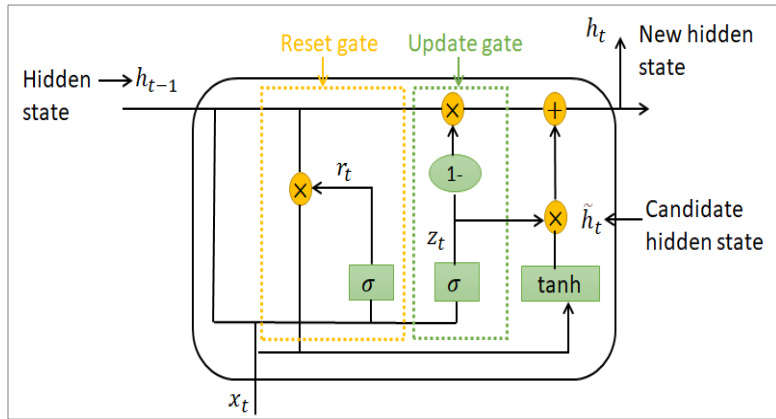 Reset gate
Update gate
h_t
New hidden
state
Hidden
state
h_{t-1}
×
+
1-
×
r_t
×
h̃_t
Candidate
hidden state
z_t
σ
σ
tanh
x_t